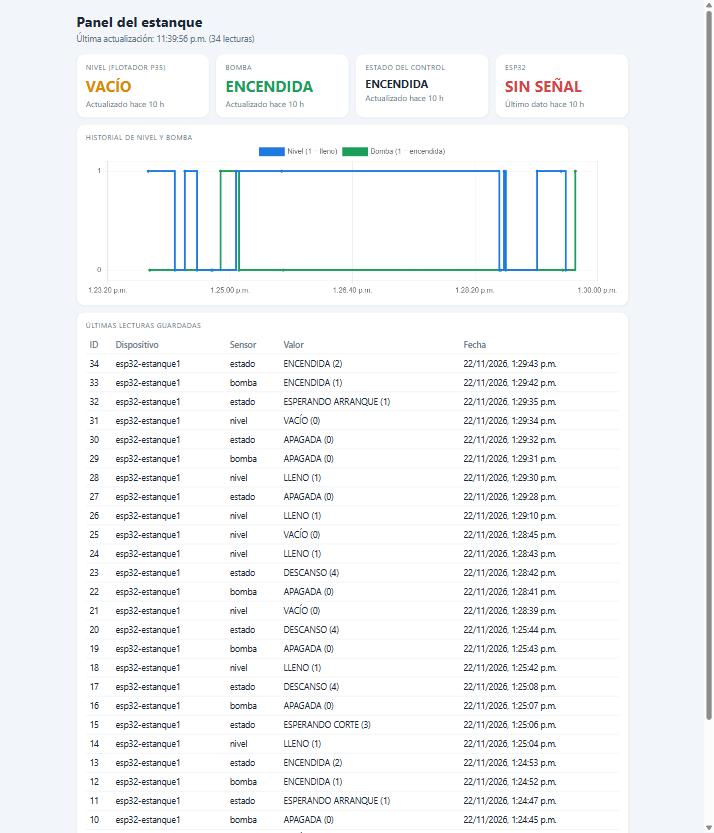 Panel del estanque
Última actualización: 11:39:56 p.m. (34 lecturas)
NIVEL (FLOTADOR P35)
VACÍO
Actualizado hace 10 h
BOMBA
ENCENDIDA
Actualizado hace 10 h
ESTADO DEL CONTROL
ENCENDIDA
Actualizado hace 10 h
ESP32
SIN SEÑAL
Último dato hace 10 h
HISTORIAL DE NIVEL Y BOMBA
Nivel (1 = lleno) Bomba (1 = encendida)
1
0
1:23:20 p.m. 1:25:00 p.m. 1:26:40 p.m. 1:28:20 p.m. 1:30:00 p.m.
ÚLTIMAS LECTURAS GUARDADAS
ID Dispositivo Sensor Valor Fecha
34 esp32-estanque1 estado ENCENDIDA (2) 22/11/2026, 1:29:43 p.m.
33 esp32-estanque1 bomba ENCENDIDA (1) 22/11/2026, 1:29:42 p.m.
32 esp32-estanque1 estado ESPERANDO ARRANQUE (1) 22/11/2026, 1:29:35 p.m.
31 esp32-estanque1 nivel VACÍO (0) 22/11/2026, 1:29:34 p.m.
30 esp32-estanque1 estado APAGADA (0) 22/11/2026, 1:29:32 p.m.
29 esp32-estanque1 bomba APAGADA (0) 22/11/2026, 1:29:31 p.m.
28 esp32-estanque1 nivel LLENO (1) 22/11/2026, 1:29:30 p.m.
27 esp32-estanque1 estado APAGADA (0) 22/11/2026, 1:29:28 p.m.
26 esp32-estanque1 nivel LLENO (1) 22/11/2026, 1:29:10 p.m.
25 esp32-estanque1 nivel VACÍO (0) 22/11/2026, 1:28:45 p.m.
24 esp32-estanque1 nivel LLENO (1) 22/11/2026, 1:28:43 p.m.
23 esp32-estanque1 estado DESCANSO (4) 22/11/2026, 1:28:42 p.m.
22 esp32-estanque1 bomba APAGADA (0) 22/11/2026, 1:28:41 p.m.
21 esp32-estanque1 nivel VACÍO (0) 22/11/2026, 1:28:39 p.m.
20 esp32-estanque1 estado DESCANSO (4) 22/11/2026, 1:25:44 p.m.
19 esp32-estanque1 bomba APAGADA (0) 22/11/2026, 1:25:43 p.m.
18 esp32-estanque1 nivel LLENO (1) 22/11/2026, 1:25:42 p.m.
17 esp32-estanque1 estado DESCANSO (4) 22/11/2026, 1:25:08 p.m.
16 esp32-estanque1 bomba APAGADA (0) 22/11/2026, 1:25:07 p.m.
15 esp32-estanque1 estado ESPERANDO CORTE (3) 22/11/2026, 1:25:06 p.m.
14 esp32-estanque1 nivel LLENO (1) 22/11/2026, 1:25:04 p.m.
13 esp32-estanque1 estado ENCENDIDA (2) 22/11/2026, 1:24:53 p.m.
12 esp32-estanque1 bomba ENCENDIDA (1) 22/11/2026, 1:24:52 p.m.
11 esp32-estanque1 estado ESPERANDO ARRANQUE (1) 22/11/2026, 1:24:47 p.m.
10 esp32-estanque1 bomba APAGADA (0) 22/11/2026, 1:24:45 p.m.